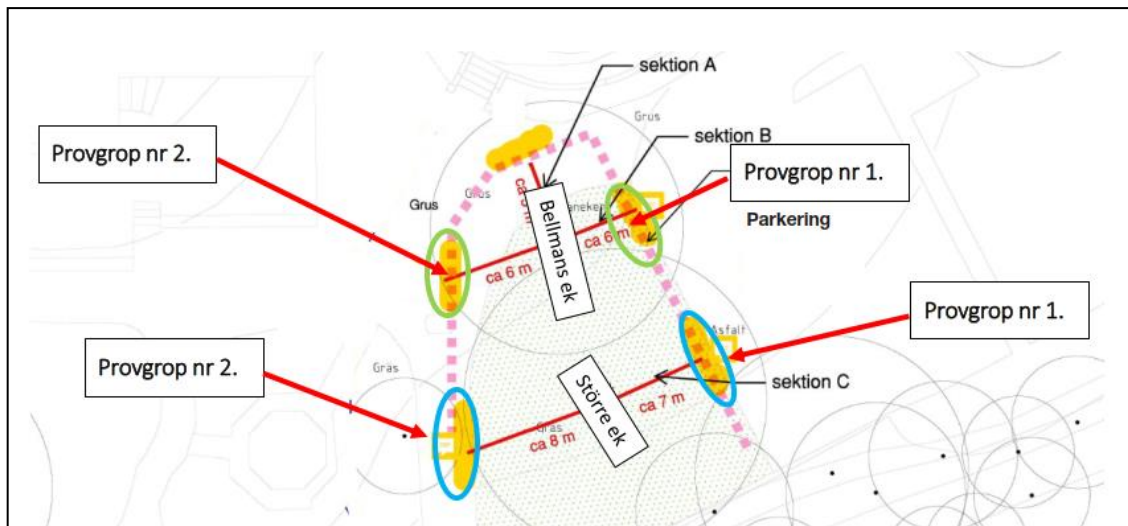 sektion A
Grus
sektion B
Provgrop nr 2.
Provgrop nr 1.
Grus
Grus
Parkering
Bellmans ek
ca 6 m
ca 6 m
Provgrop nr 1.
Asfalt
Provgrop nr 2.
Gräs
sektion C
Större ek
ca 7 m
Gräs
ca 8 m